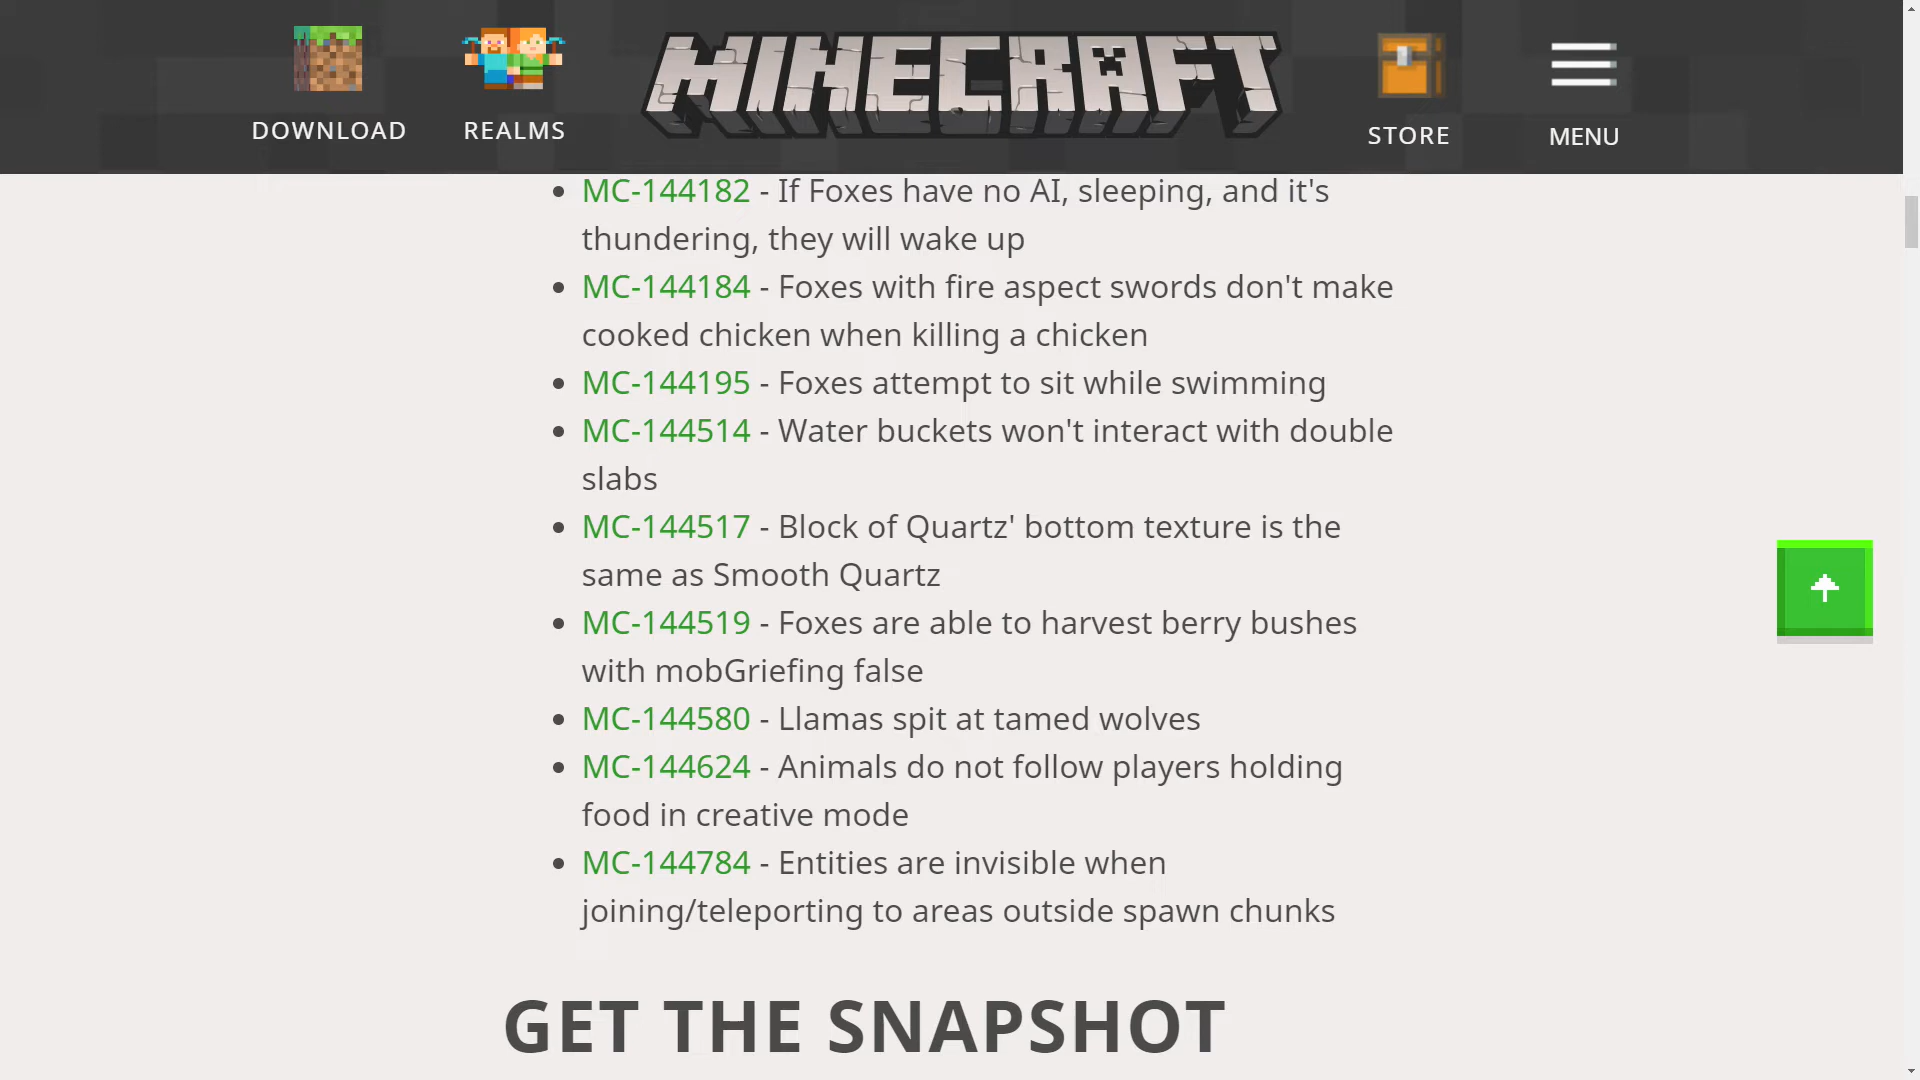 MINECRAFT
DOWNLOAD
REALMS
STORE
MENU
MC-144182 - If Foxes have no AI, sleeping, and it's
thundering, they will wake up
MC-144184 - Foxes with fire aspect swords don't make
cooked chicken when killing a chicken
MC-144195 - Foxes attempt to sit while swimming
MC-144514 - Water buckets won't interact with double
slabs
MC-144517 - Block of Quartz' bottom texture is the
same as Smooth Quartz
MC-144519 - Foxes are able to harvest berry bushes
with mobGriefing false
MC-144580 - Llamas spit at tamed wolves
MC-144624 - Animals do not follow players holding
food in creative mode
MC-144784 - Entities are invisible when
joining/teleporting to areas outside spawn chunks
GET THE SNAPSHOT